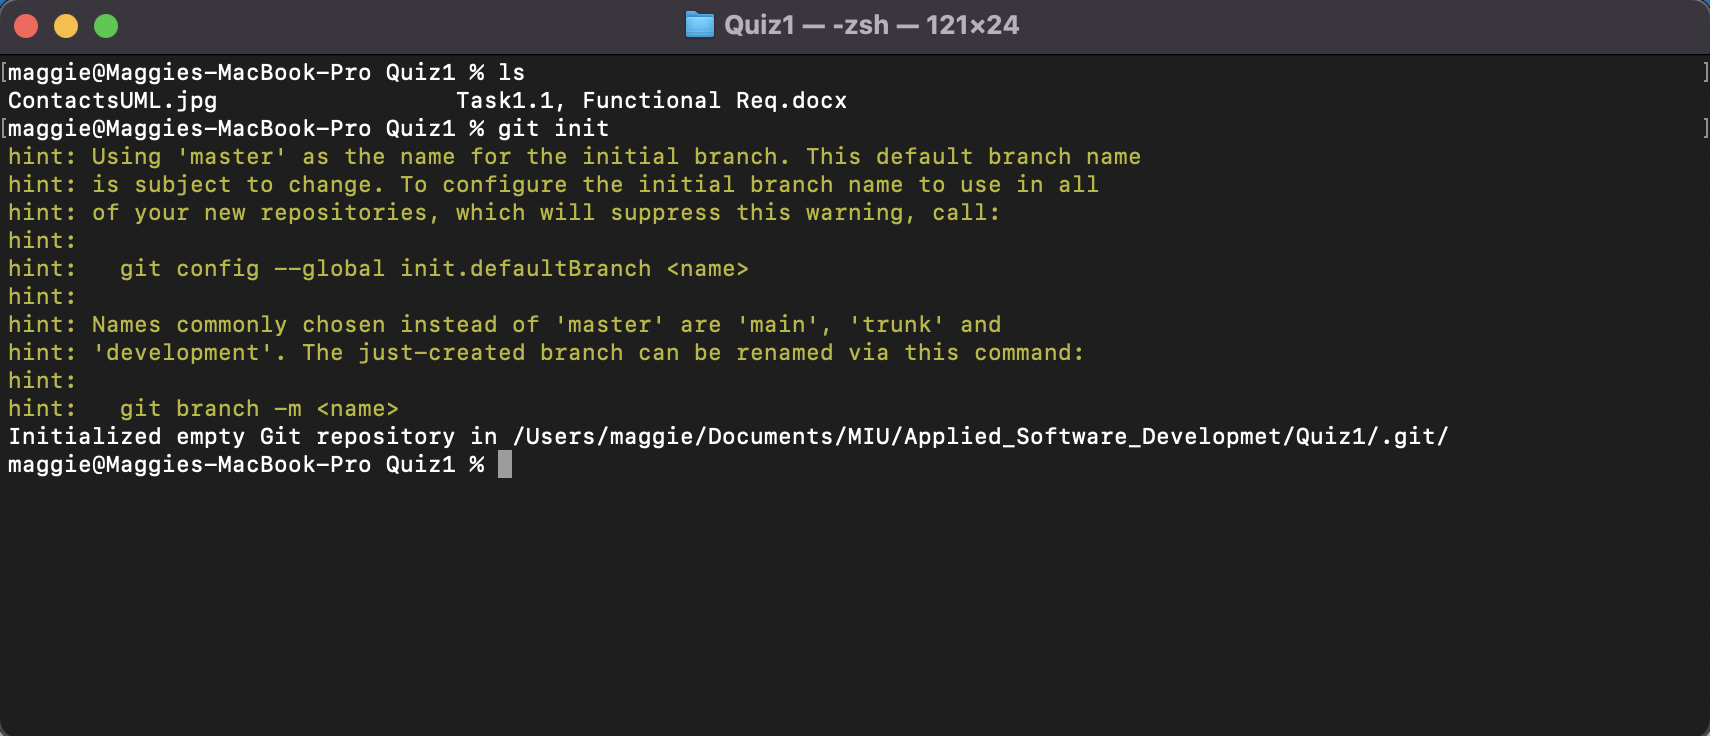 Quiz1 — -zsh — 121×24
[maggie@Maggies-MacBook-Pro Quiz1 % ls ]
ContactsUML.jpg                 Task1.1, Functional Req.docx
[maggie@Maggies-MacBook-Pro Quiz1 % git init ]
hint: Using 'master' as the name for the initial branch. This default branch name
hint: is subject to change. To configure the initial branch name to use in all
hint: of your new repositories, which will suppress this warning, call:
hint:
hint:   git config --global init.defaultBranch <name>
hint:
hint: Names commonly chosen instead of 'master' are 'main', 'trunk' and
hint: 'development'. The just-created branch can be renamed via this command:
hint:
hint:   git branch -m <name>
Initialized empty Git repository in /Users/maggie/Documents/MIU/Applied_Software_Developmet/Quiz1/.git/
maggie@Maggies-MacBook-Pro Quiz1 %